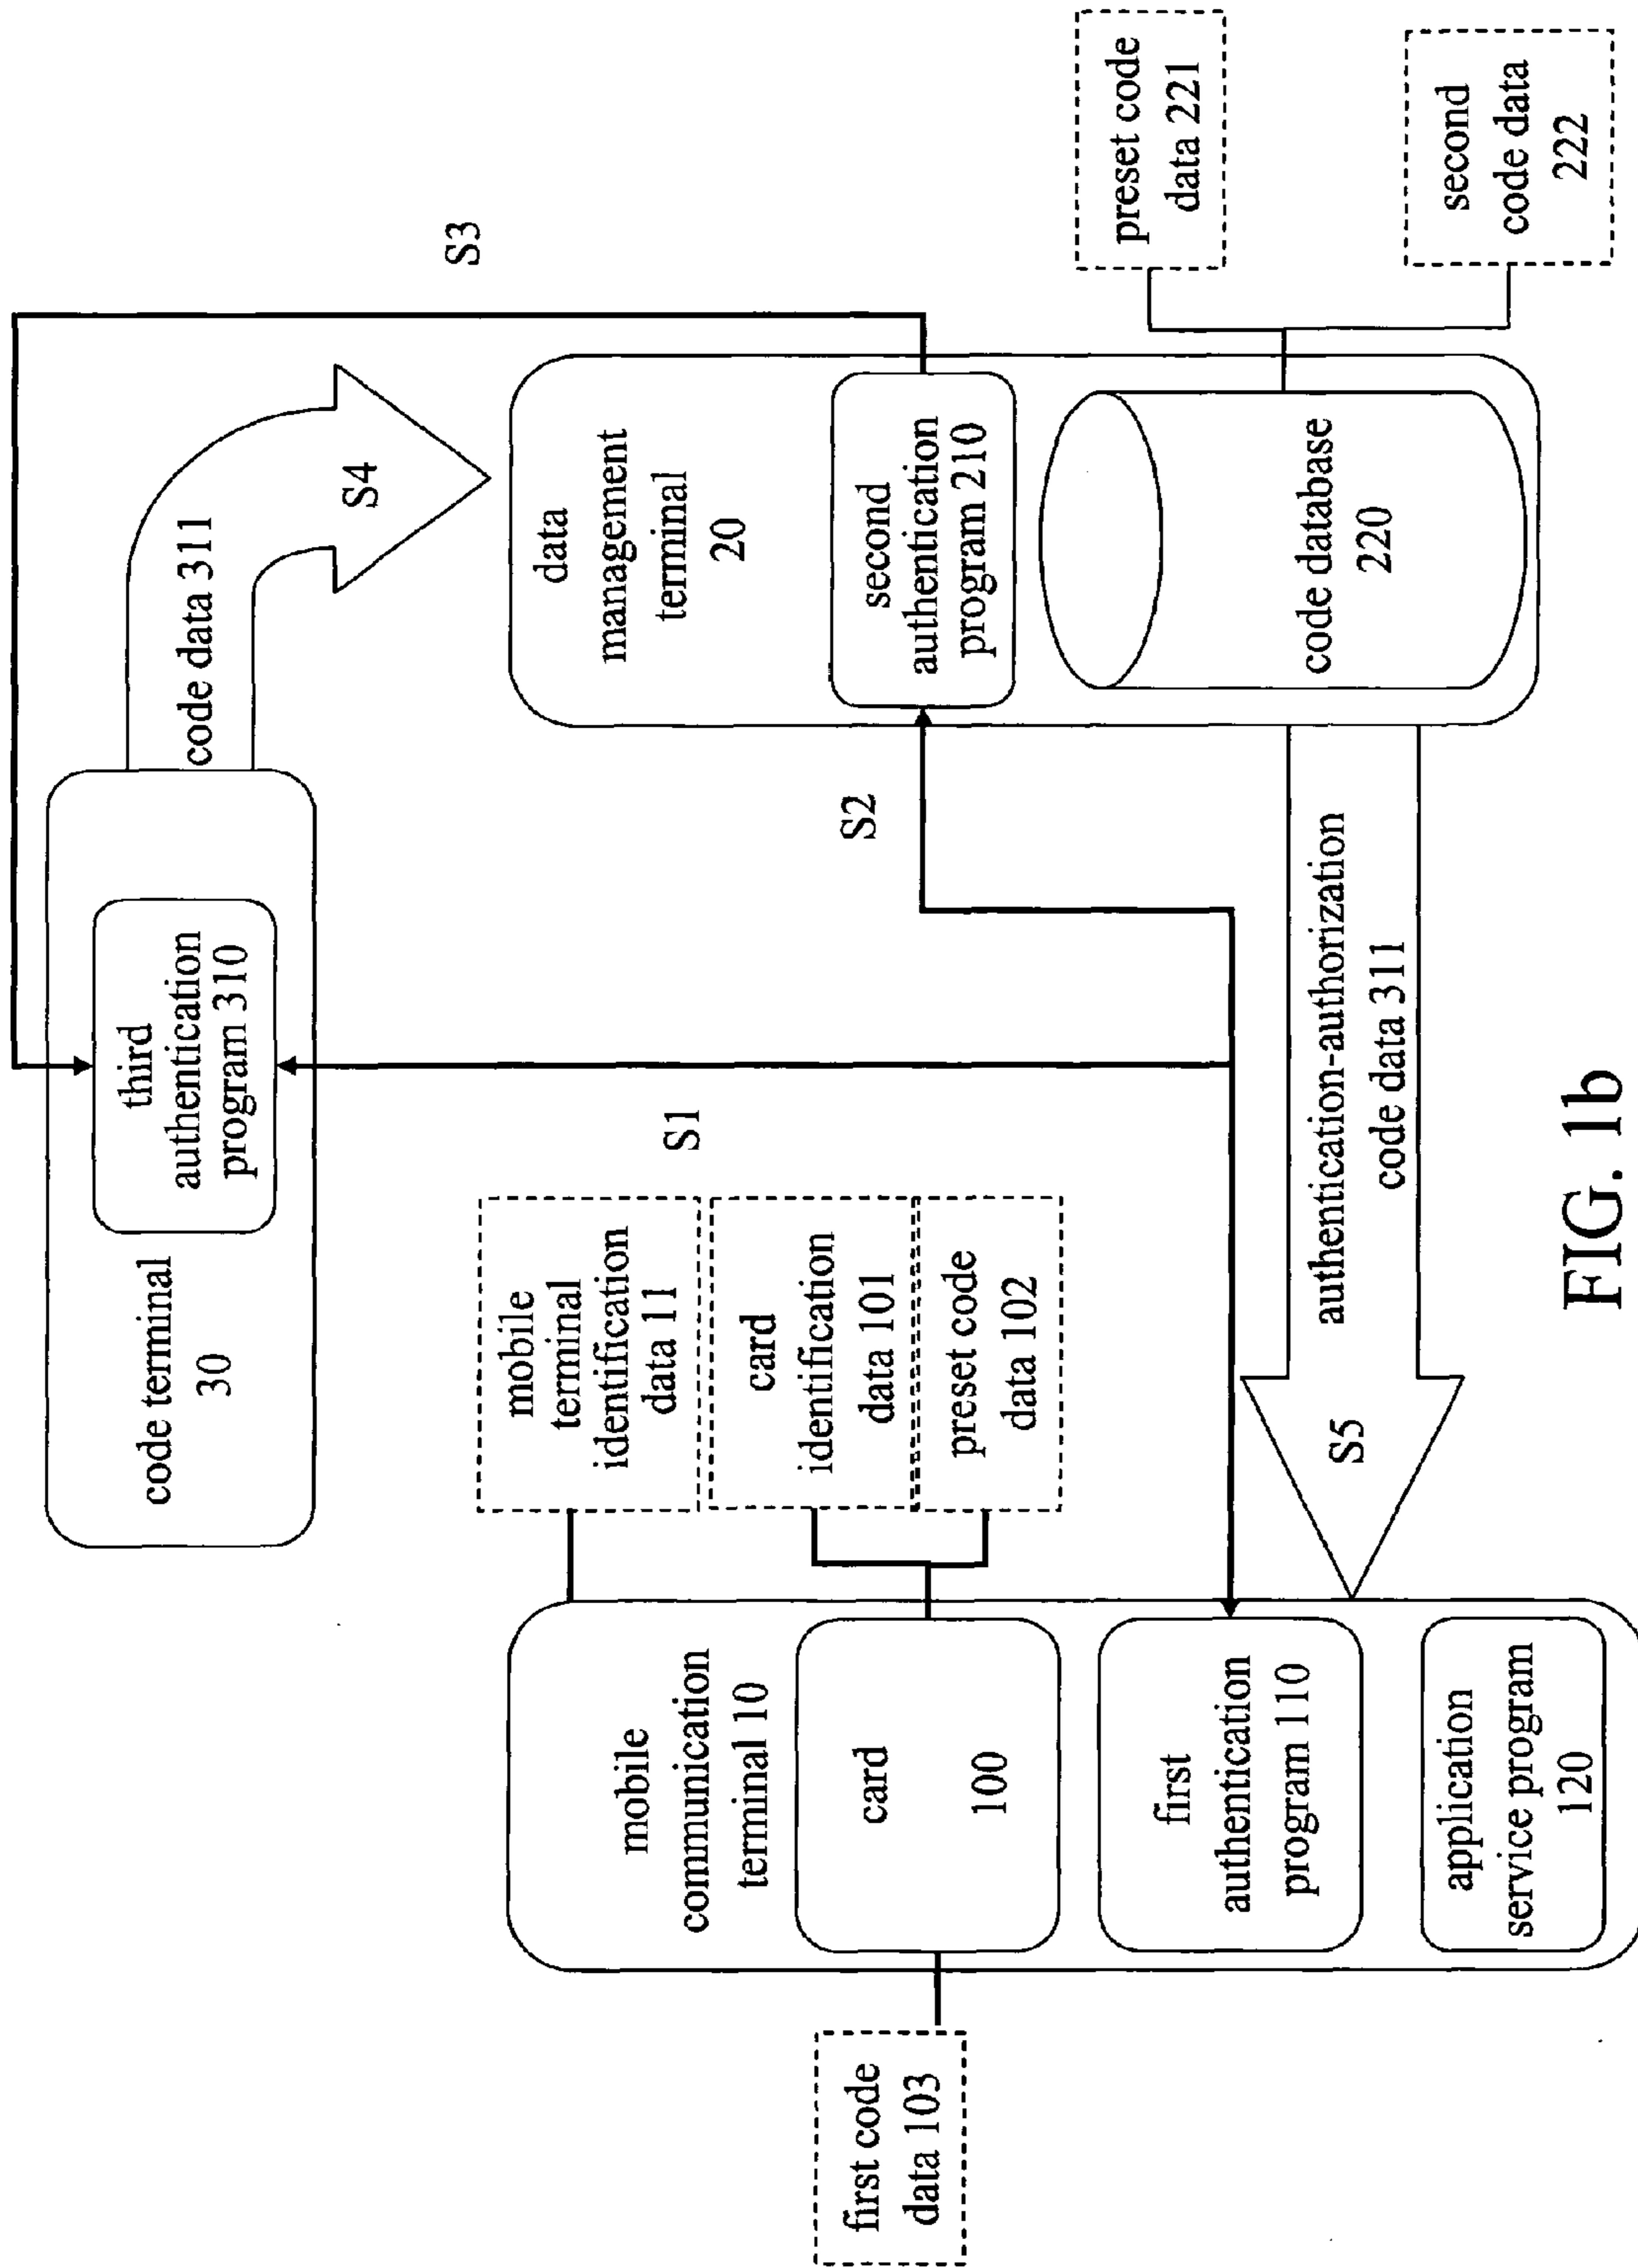 code terminal
30
third
authentication
program 310
code data 311
S4
S3
S1
S2
first code
data 103
mobile
communication
terminal 10
card
100
first
authentication
program 110
application
service program
120
mobile
terminal
identification
data 11
card
identification
data 101
preset code
data 102
data
management
terminal
20
second
authentication
program 210
code database
220
preset code
data 221
second
code data
222
S5
authentication-authorization
code data 311
FIG. 1b